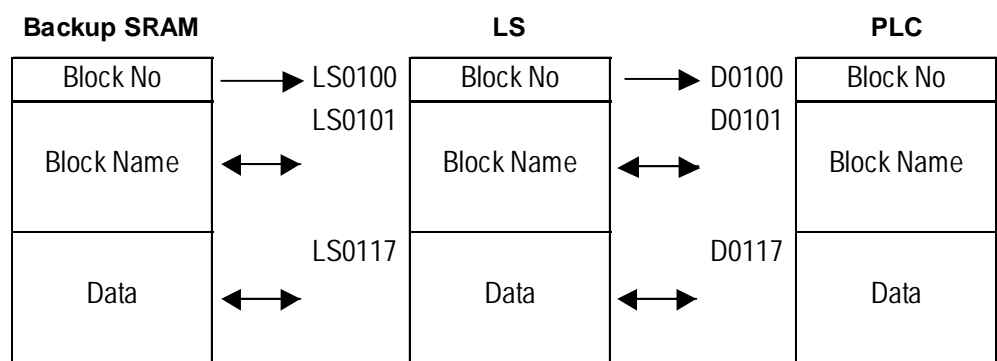 Backup SRAM LS PLC
Block No LS0100 Block No D0100 Block No
LS0101 D0101
Block Name Block Name Block Name
LS0117 D0117
Data Data Data